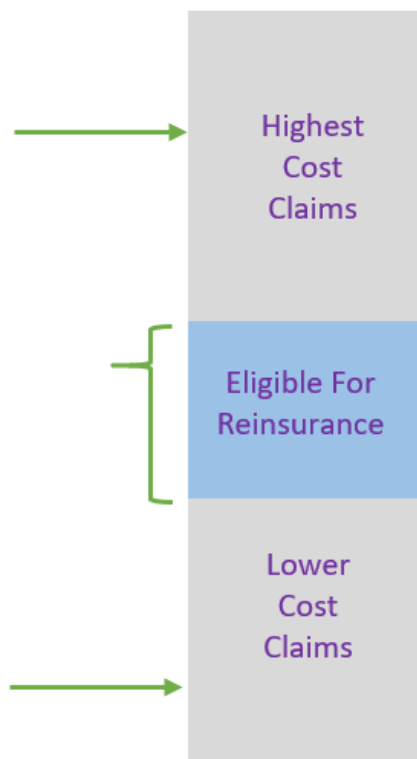 Highest
Cost
Claims
Eligible For
Reinsurance
Lower
Cost
Claims